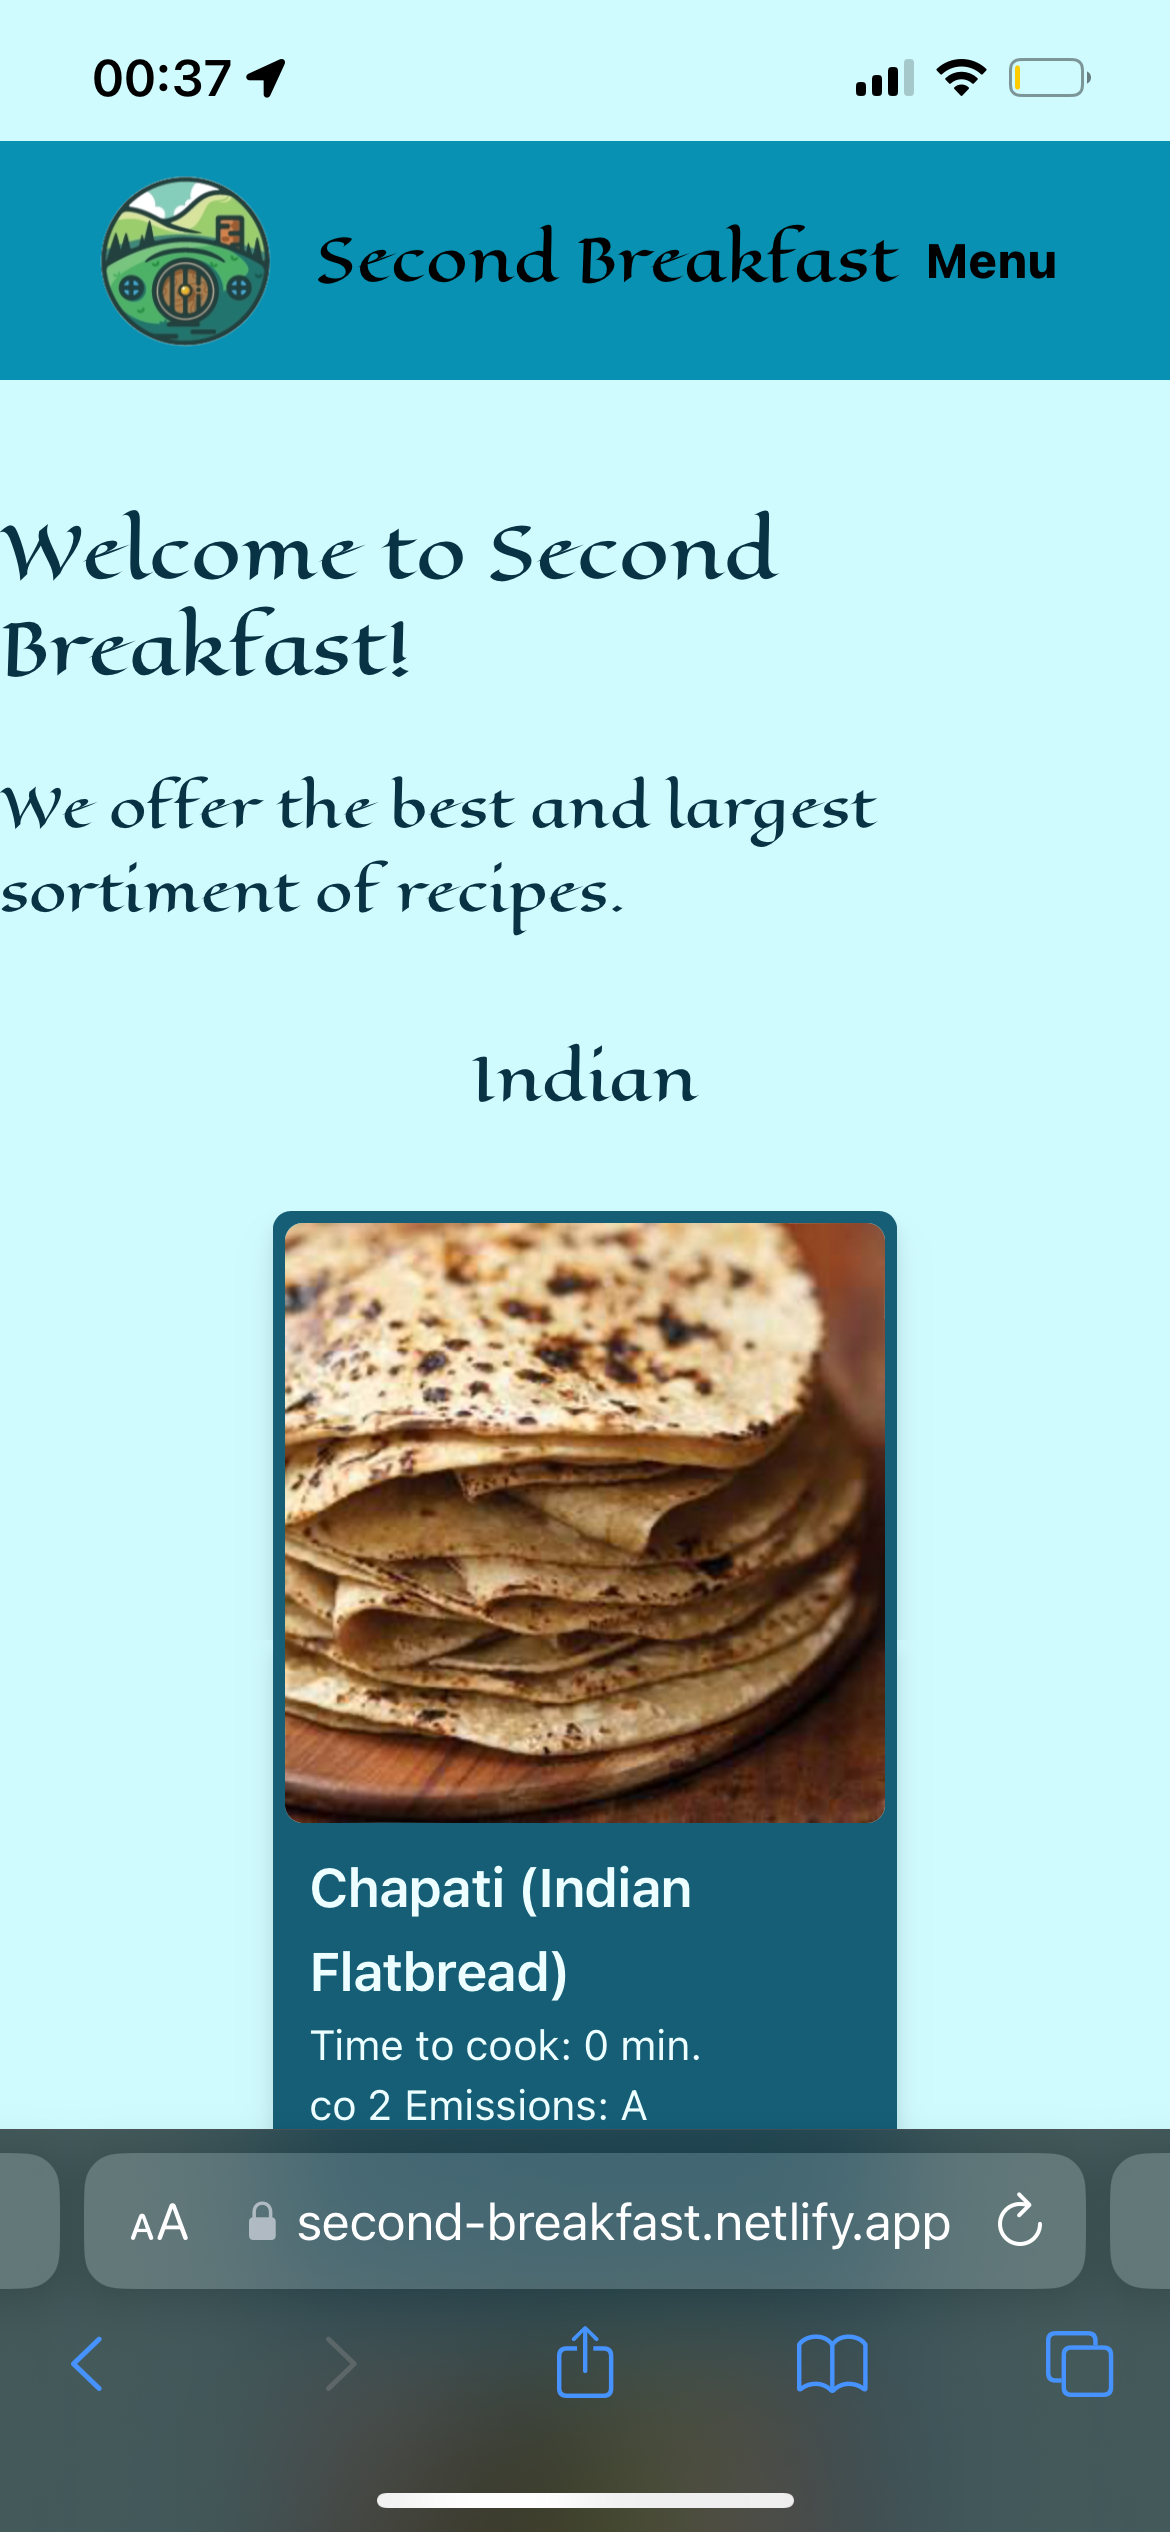 00:37
Second Breakfast Menu
Welcome to Second
Breakfast!
We offer the best and largest
sortiment of recipes.
Indian
Chapati (Indian
Flatbread)
Time to cook: 0 min.
co 2 Emissions: A
AA second-breakfast.netlify.app